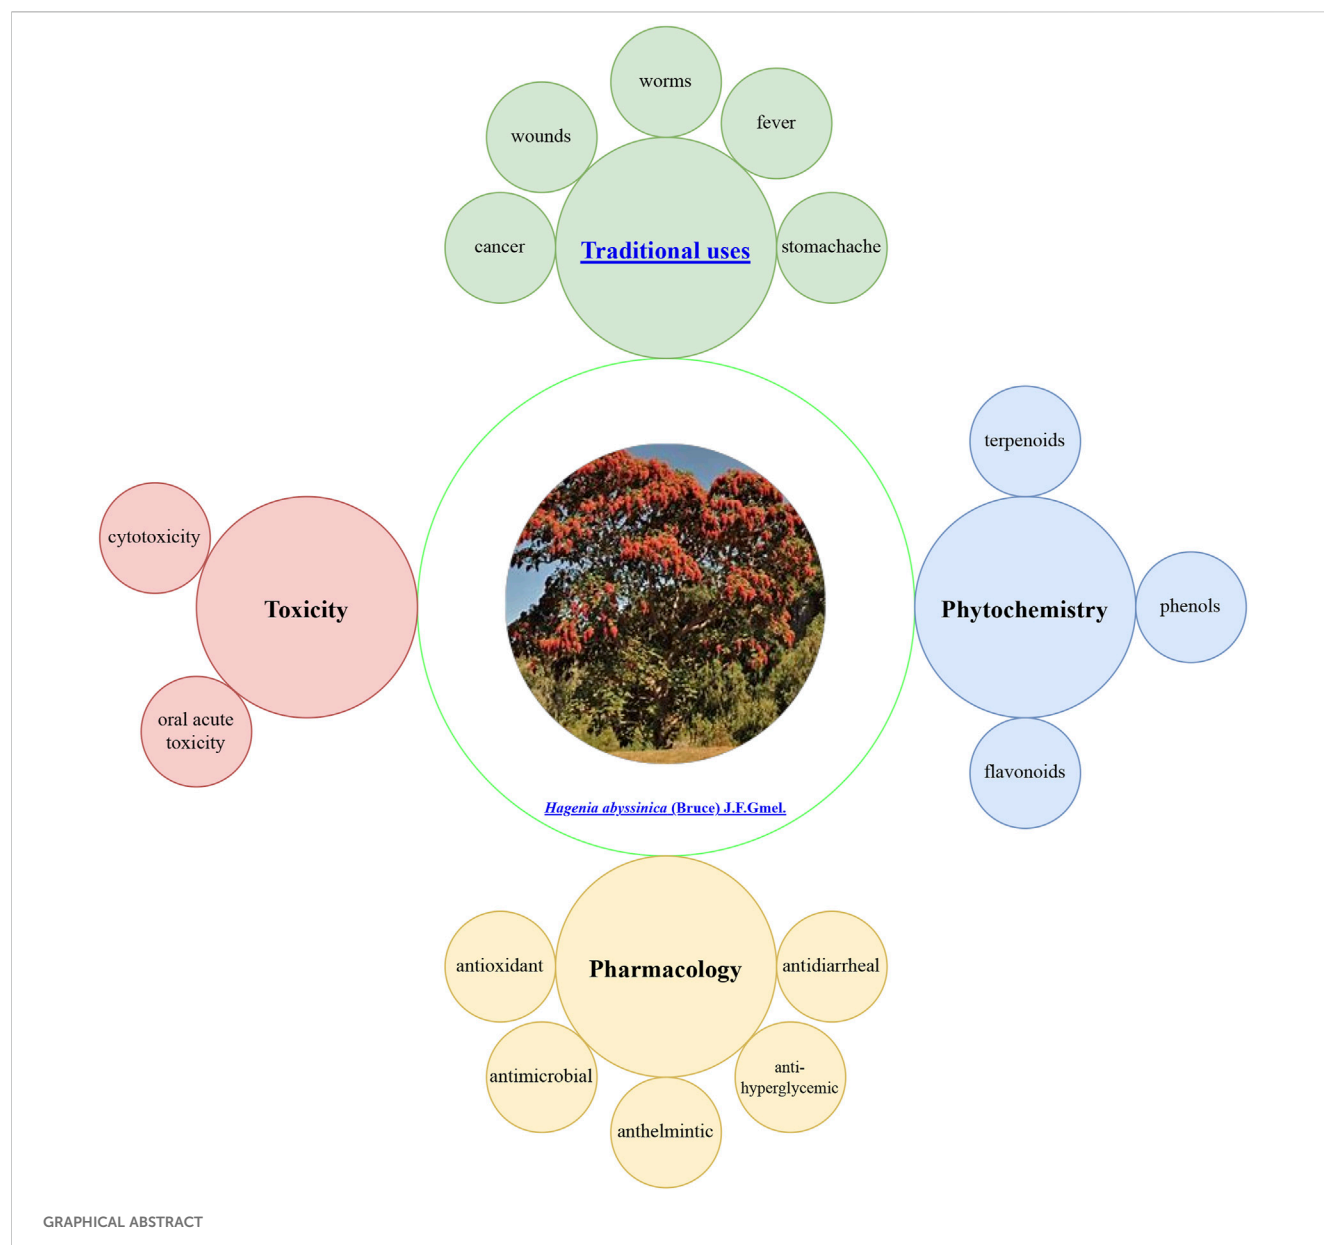 worms
fever
wounds
cancer
Traditional uses
stomachache
terpenoids
cytotoxicity
Toxicity
Phytochemistry
phenols
oral acute
toxicity
flavonoids
Hagenia abyssinica (Bruce) J.F.Gmel.
antioxidant
Pharmacology
antidiarrheal
antimicrobial
anti-
hyperglycemic
anthelmintic
GRAPHICAL ABSTRACT